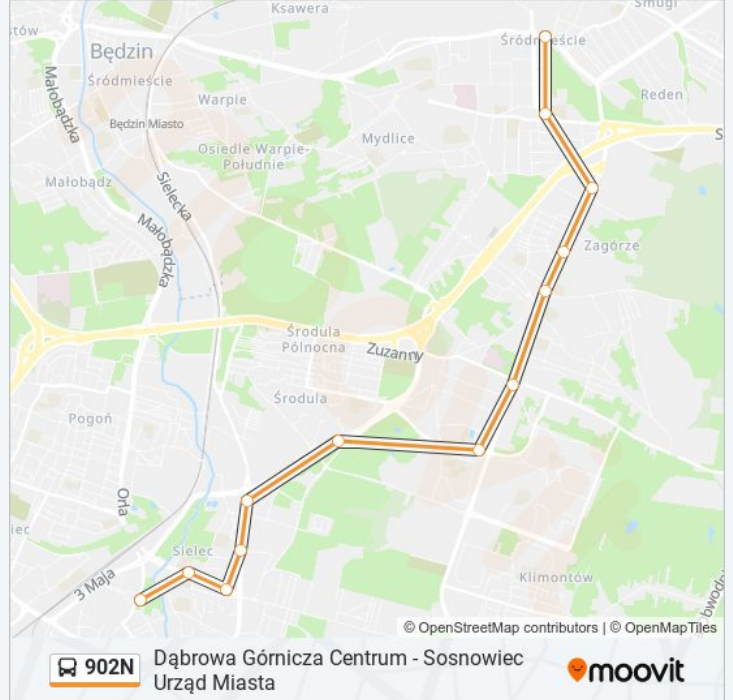 Ksawera
Smugi
stów
Śródmieście
Będzin
Śródmieście
Małobądzka
Warpie
Reden
Będzin Miasto
S
Mydlice
Osiedle Warpie-
Południe
Małobądz
Sielecka
Małobądzka
Zagórze
Środula
Północna
Zuzanny
Środula
Pogoń
Orla
iec
Sielec
3 Maja
Klimontów
bwodo
© OpenStreetMap contributors | © OpenMapTiles
902N
Dąbrowa Górnicza Centrum - Sosnowiec
Urząd Miasta
moovit